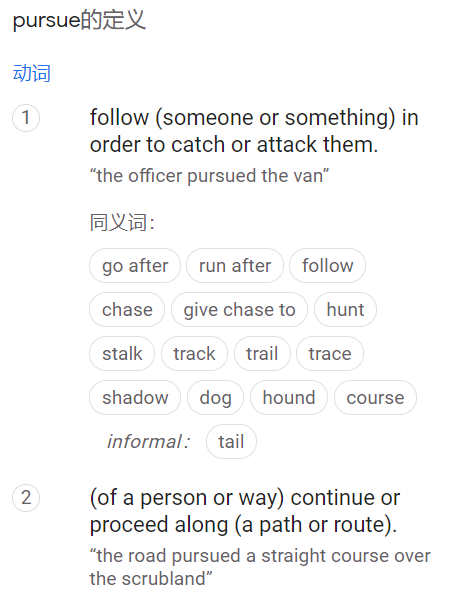 pursue的定义
动词
1
follow (someone or something) in
order to catch or attack them.
“the officer pursued the van”
同义词：
go after run after follow
chase give chase to hunt
stalk track trail trace
shadow dog hound course
informal： tail
2
(of a person or way) continue or
proceed along (a path or route).
“the road pursued a straight course over
the scrubland”